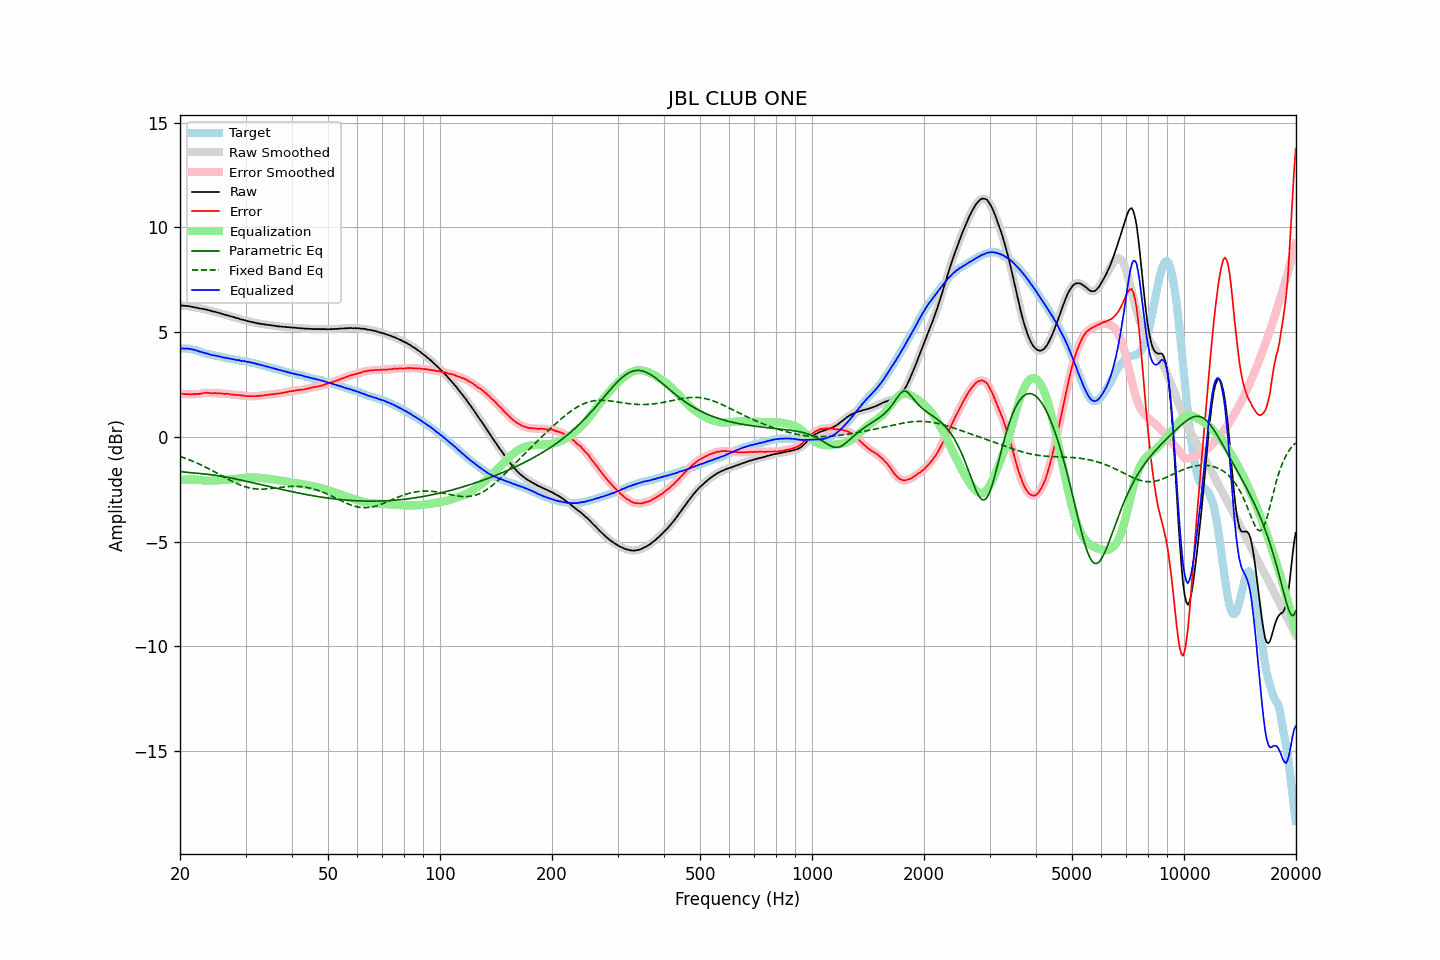 JBL CLUB ONE
Target
Raw Smoothed
Error Smoothed
Raw
Error
Equalization
Parametric Eq
Fixed Band Eq
Equalized
Amplitude (dBr)
15
10
5
0
−5
−10
−15
20
50
100
200
500
1000
2000
5000
10000
20000
Frequency (Hz)